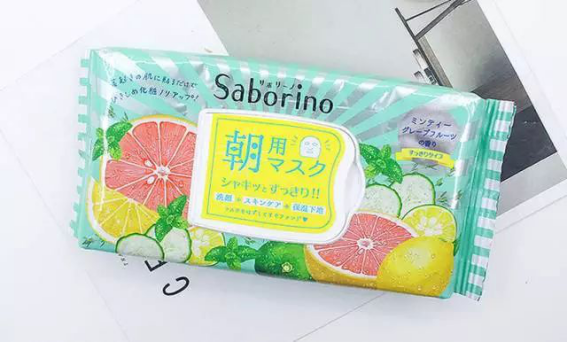 サボリーノ
Saborino
朝用マスク
シャキッとすっきり!!
洗顔+スキンケア+保湿下地
ミンティー
グレープフルーツ
の香り
すっきりタイプ
C